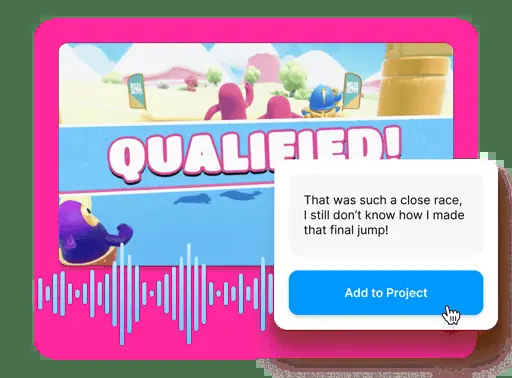 QUALIFIED!
That was such a close race,
I still don't know how I made
that final jump!
Add to Project